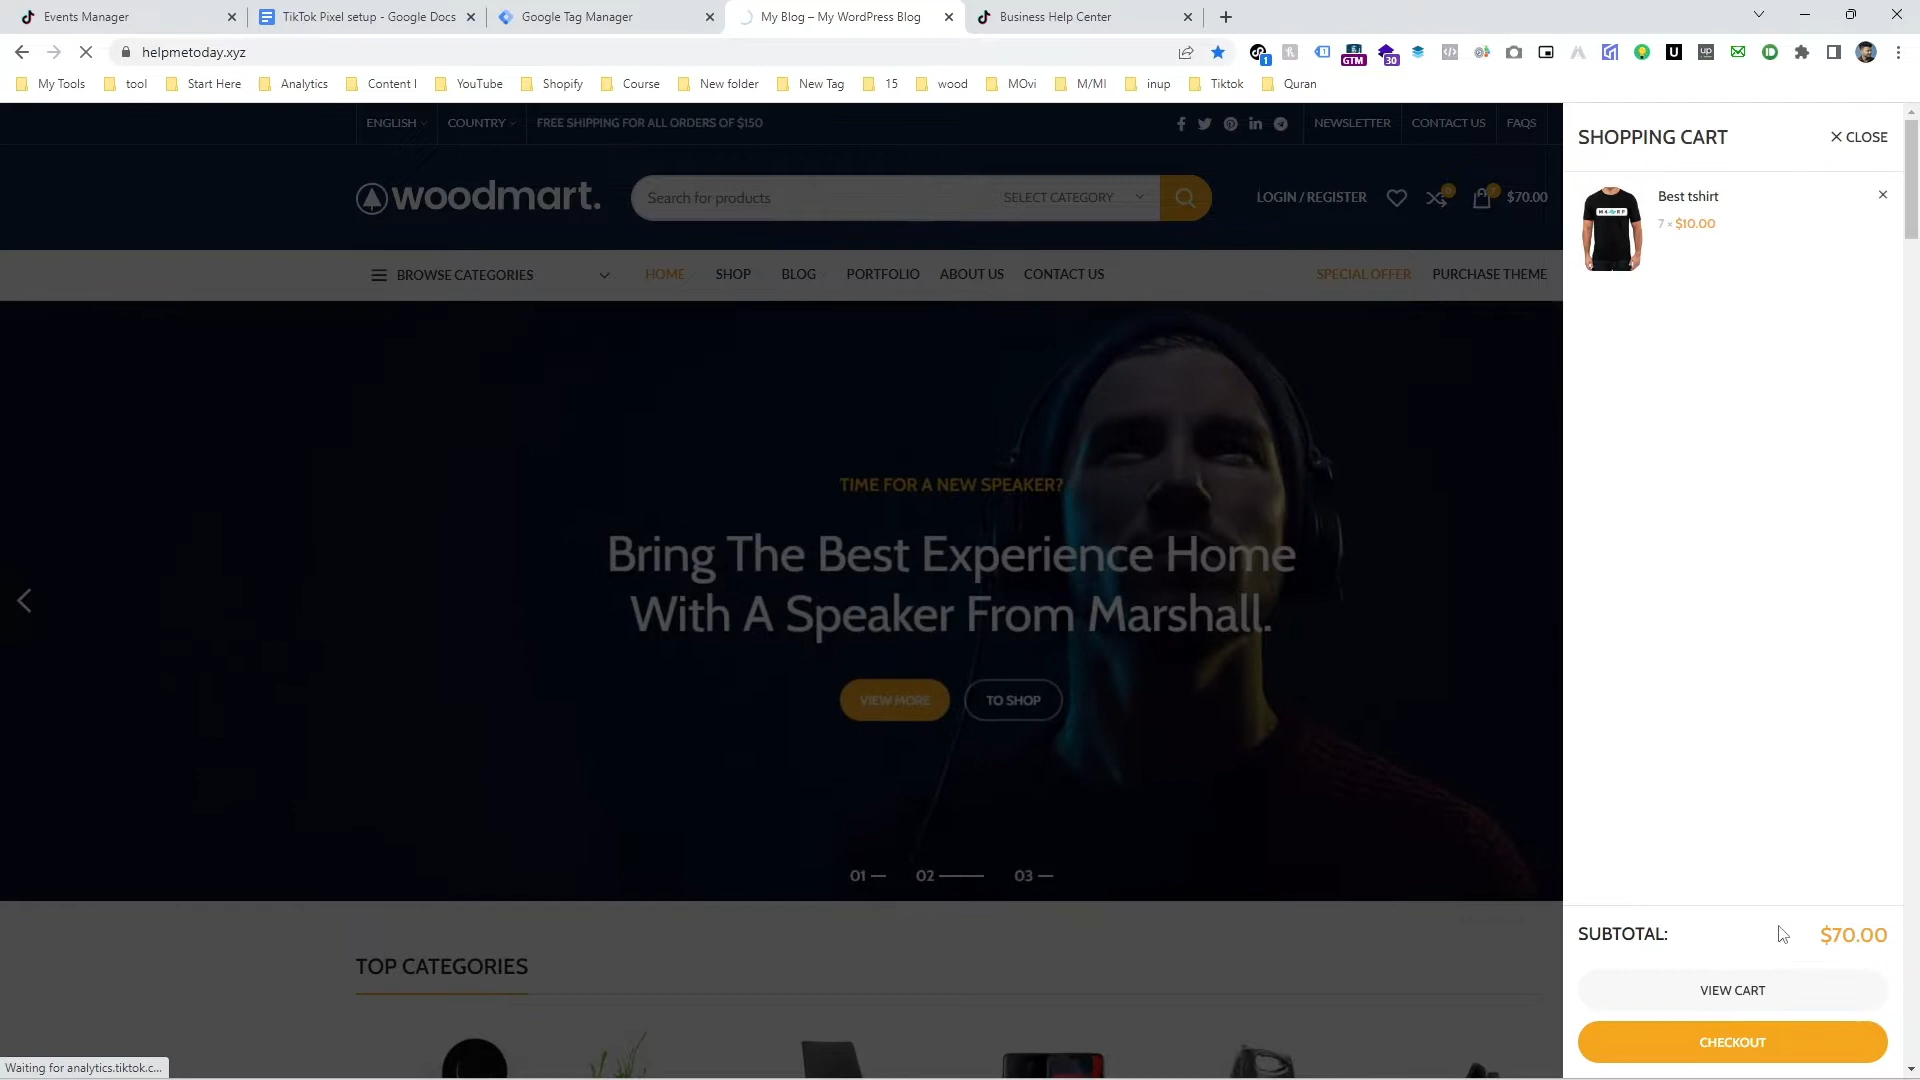 Events Manager
TikTok Pixel setup - Google Docs
Google Tag Manager
My Blog – My WordPress Blog
Business Help Center
helpmetoday.xyz
1
GTM
30
U
up
My Tools
tool
Start Here
Analytics
Content I
YouTube
Shopify
Course
New folder
New Tag
15
wood
MOvi
M/MI
inup
Tiktok
Quran
ENGLISH
COUNTRY
FREE SHIPPING FOR ALL ORDERS OF $150
NEWSLETTER
CONTACT US
FAQS
woodmart.
Search for products
SELECT CATEGORY
LOGIN / REGISTER
0
7
$70.00
BROWSE CATEGORIES
HOME
SHOP
BLOG
PORTFOLIO
ABOUT US
CONTACT US
SPECIAL OFFER
PURCHASE THEME
TIME FOR A NEW SPEAKER?
Bring The Best Experience Home
With A Speaker From Marshall.
VIEW MORE
TO SHOP
01
02
03
TOP CATEGORIES
SHOPPING CART
CLOSE
Best tshirt
7 × $10.00
SUBTOTAL:
$70.00
VIEW CART
CHECKOUT
Waiting for analytics.tiktok.c...